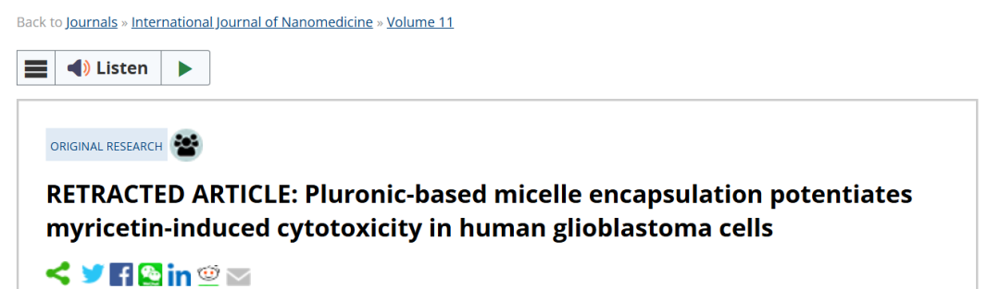 Back to Journals » International Journal of Nanomedicine » Volume 11
Listen
ORIGINAL RESEARCH
RETRACTED ARTICLE: Pluronic-based micelle encapsulation potentiates
myricetin-induced cytotoxicity in human glioblastoma cells
in